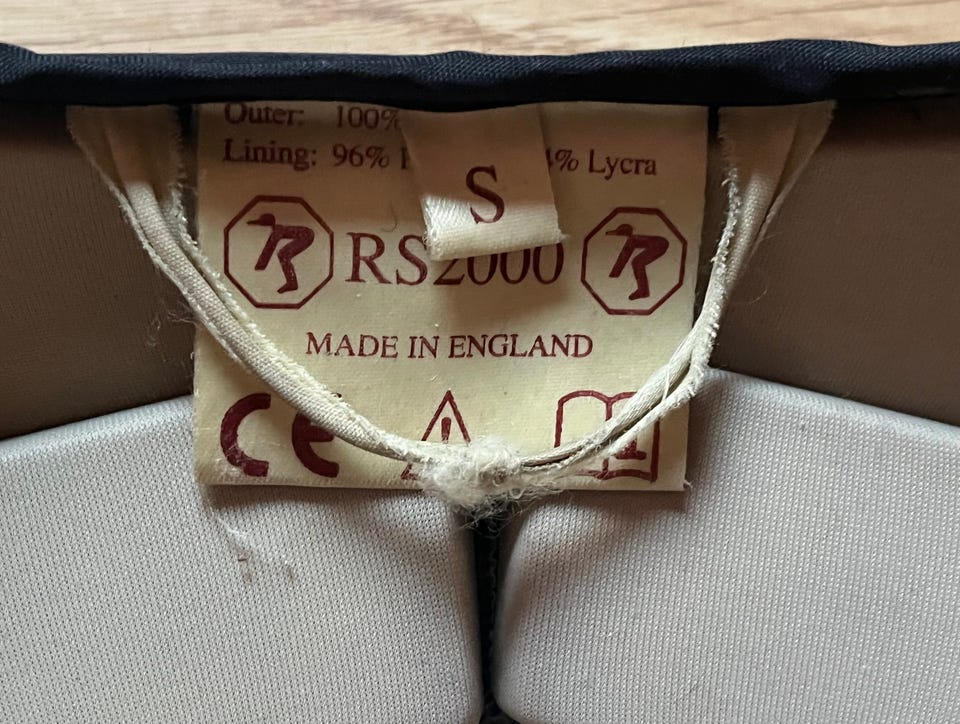 Outer: 100%
Lining: 96% 4% Lycra
S
RS2000
MADE IN ENGLAND
CE